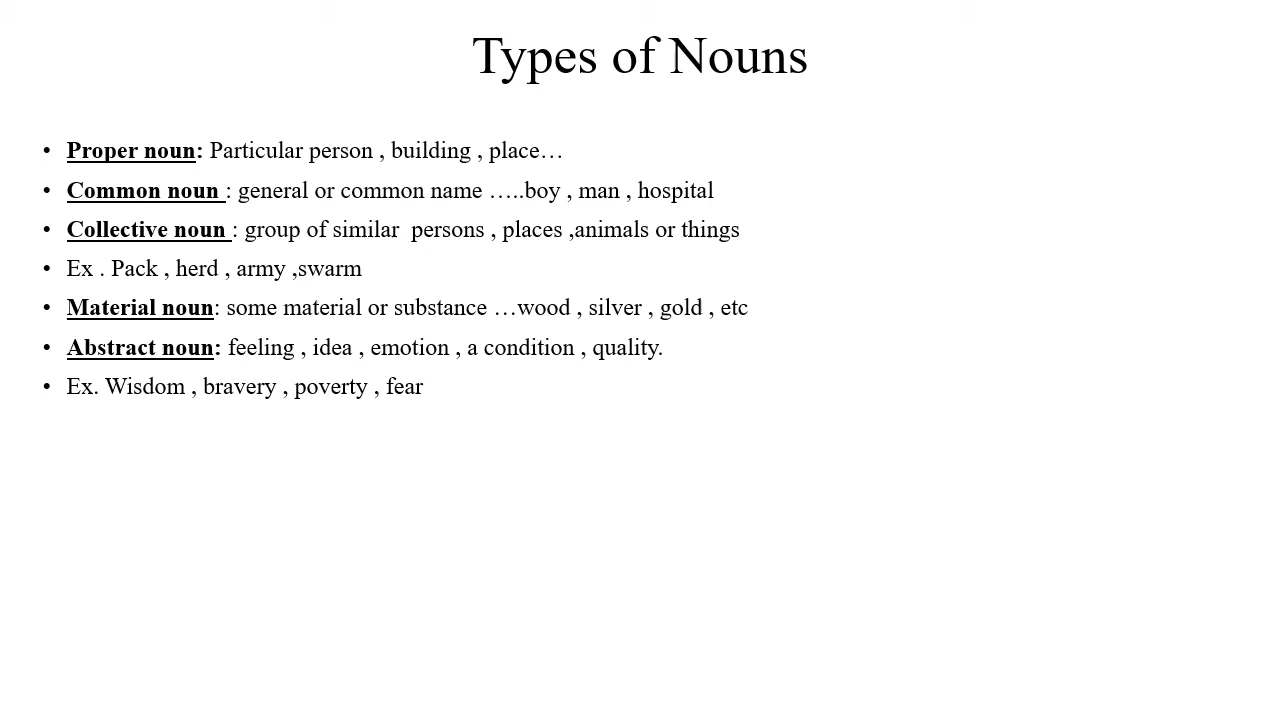 Types of Nouns
• Proper noun: Particular person , building , place…
• Common noun : general or common name …..boy , man , hospital
• Collective noun : group of similar  persons , places ,animals or things
• Ex . Pack , herd , army ,swarm
• Material noun: some material or substance …wood , silver , gold , etc
• Abstract noun: feeling , idea , emotion , a condition , quality.
• Ex. Wisdom , bravery , poverty , fear